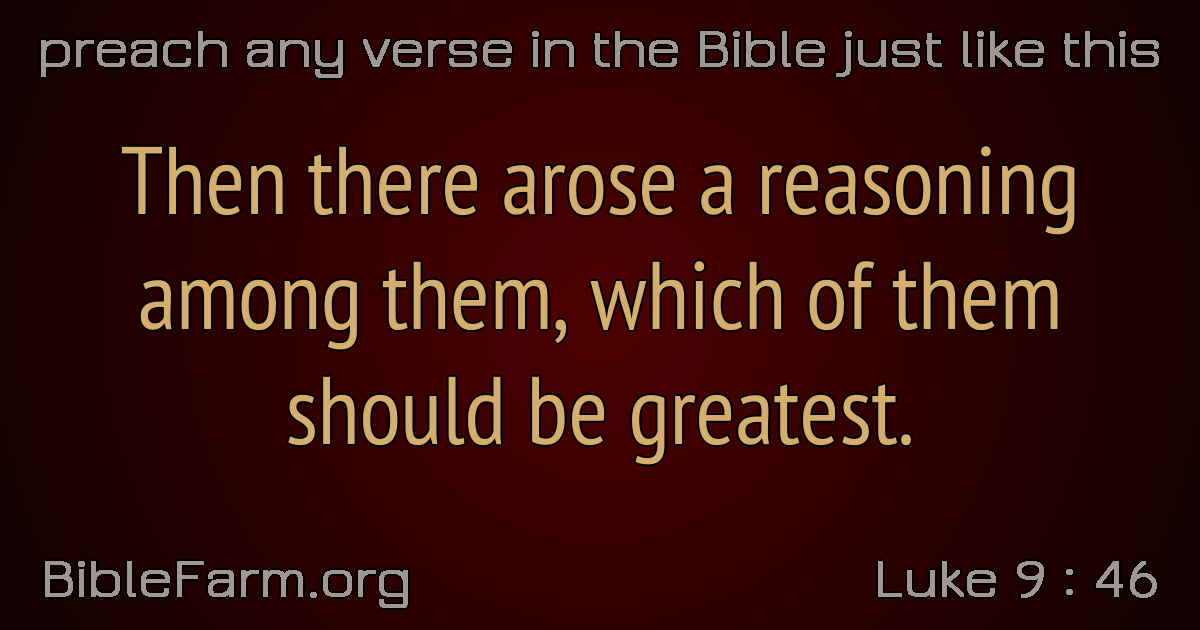 preach any verse in the Bible just like this
Then there arose a reasoning
among them, which of them
should be greatest.
BibleFarm.org
Luke 9 : 46